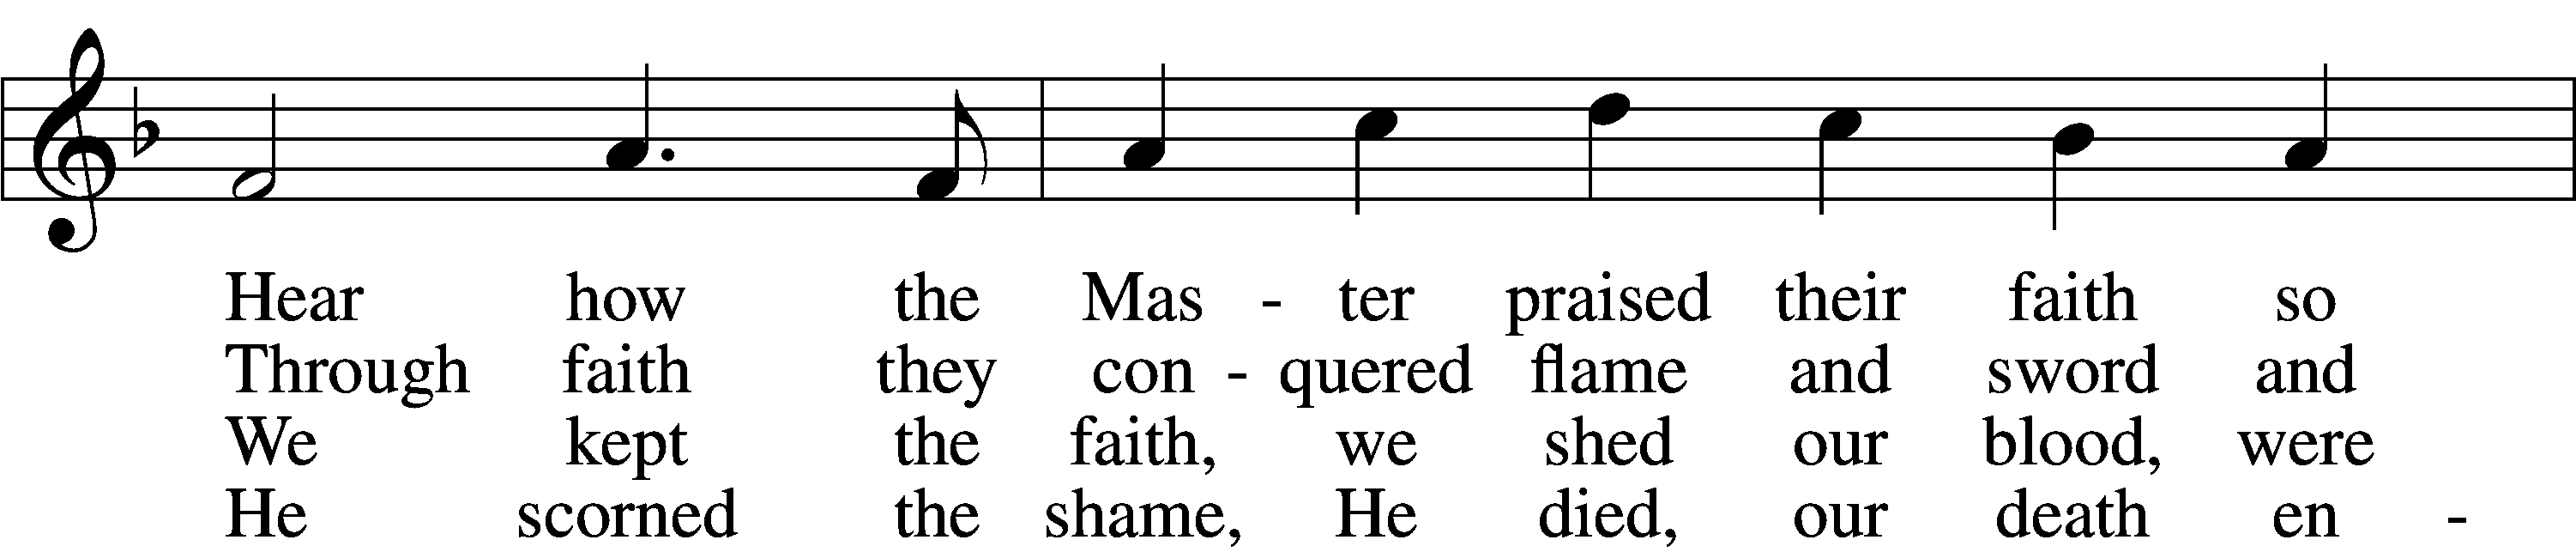 Hear how the Mas - ter praised their faith so
Through faith they con - quered flame and sword and
We kept the faith, we shed our blood, were
He scorned the shame, He died, our death en -